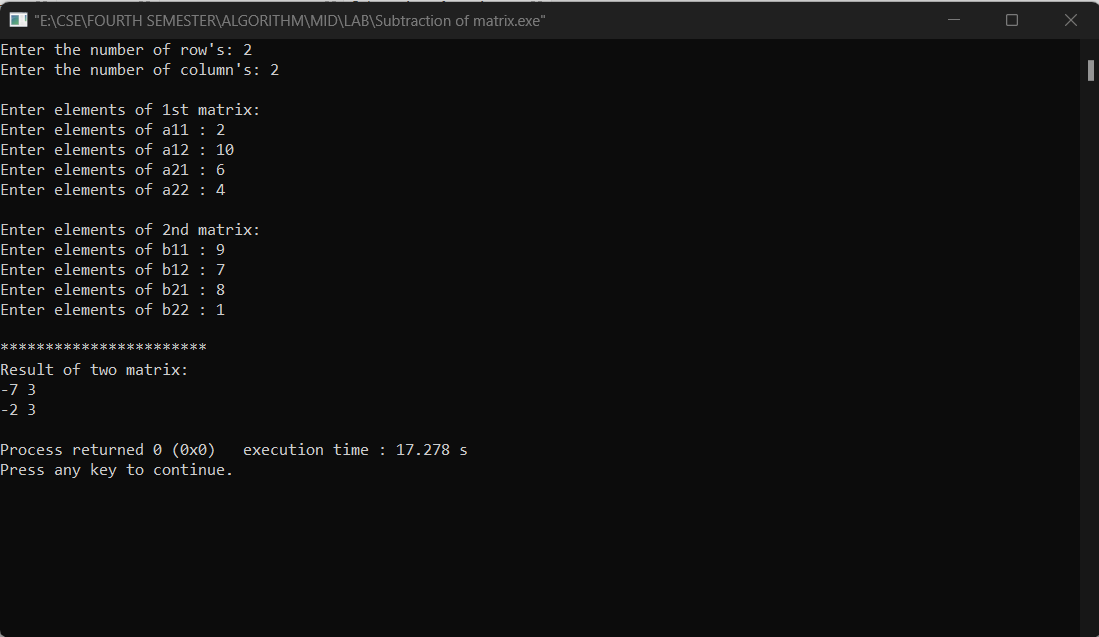 "E:\CSE\FOURTH SEMESTER\ALGORITHM\MID\LAB\Subtraction of matrix.exe"
Enter the number of row's: 2
Enter the number of column's: 2
Enter elements of 1st matrix:
Enter elements of a11 : 2
Enter elements of a12 : 10
Enter elements of a21 : 6
Enter elements of a22 : 4
Enter elements of 2nd matrix:
Enter elements of b11 : 9
Enter elements of b12 : 7
Enter elements of b21 : 8
Enter elements of b22 : 1
***********************
Result of two matrix:
-7 3
-2 3
Process returned 0 (0x0)   execution time : 17.278 s
Press any key to continue.